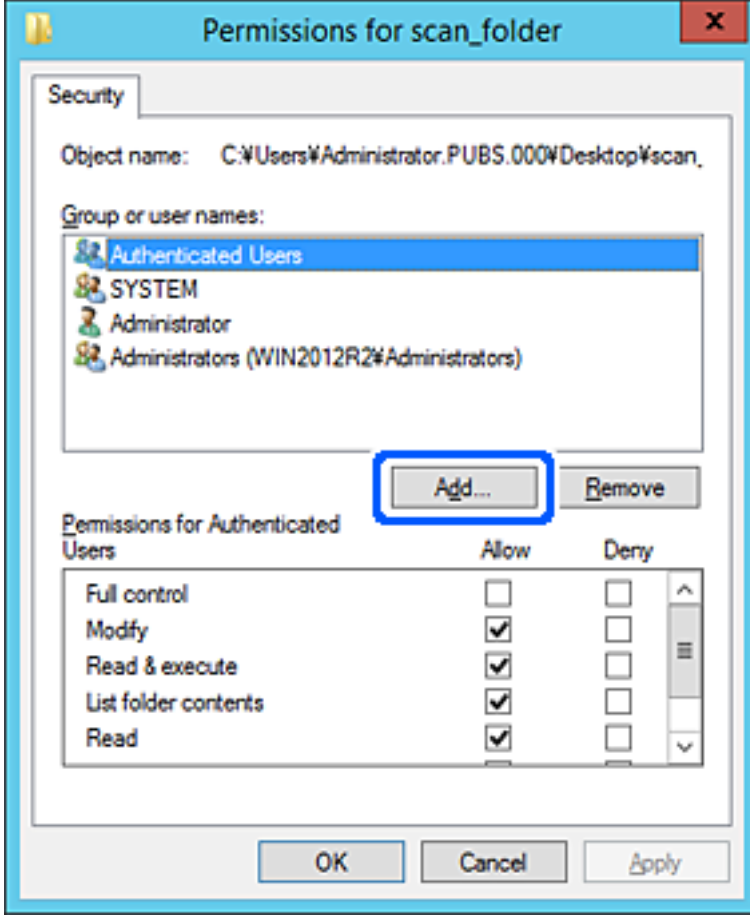 Permissions for scan_folder
x
Security
Object name: C:¥Users¥Administrator.PUBS.000¥Desktop¥scan_
Group or user names:
Authenticated Users
SYSTEM
Administrator
Administrators (WIN2012R2¥Administrators)
Add...
Remove
Permissions for Authenticated
Users
Allow
Deny
Full control
Modify
Read & execute
List folder contents
Read
OK
Cancel
Apply